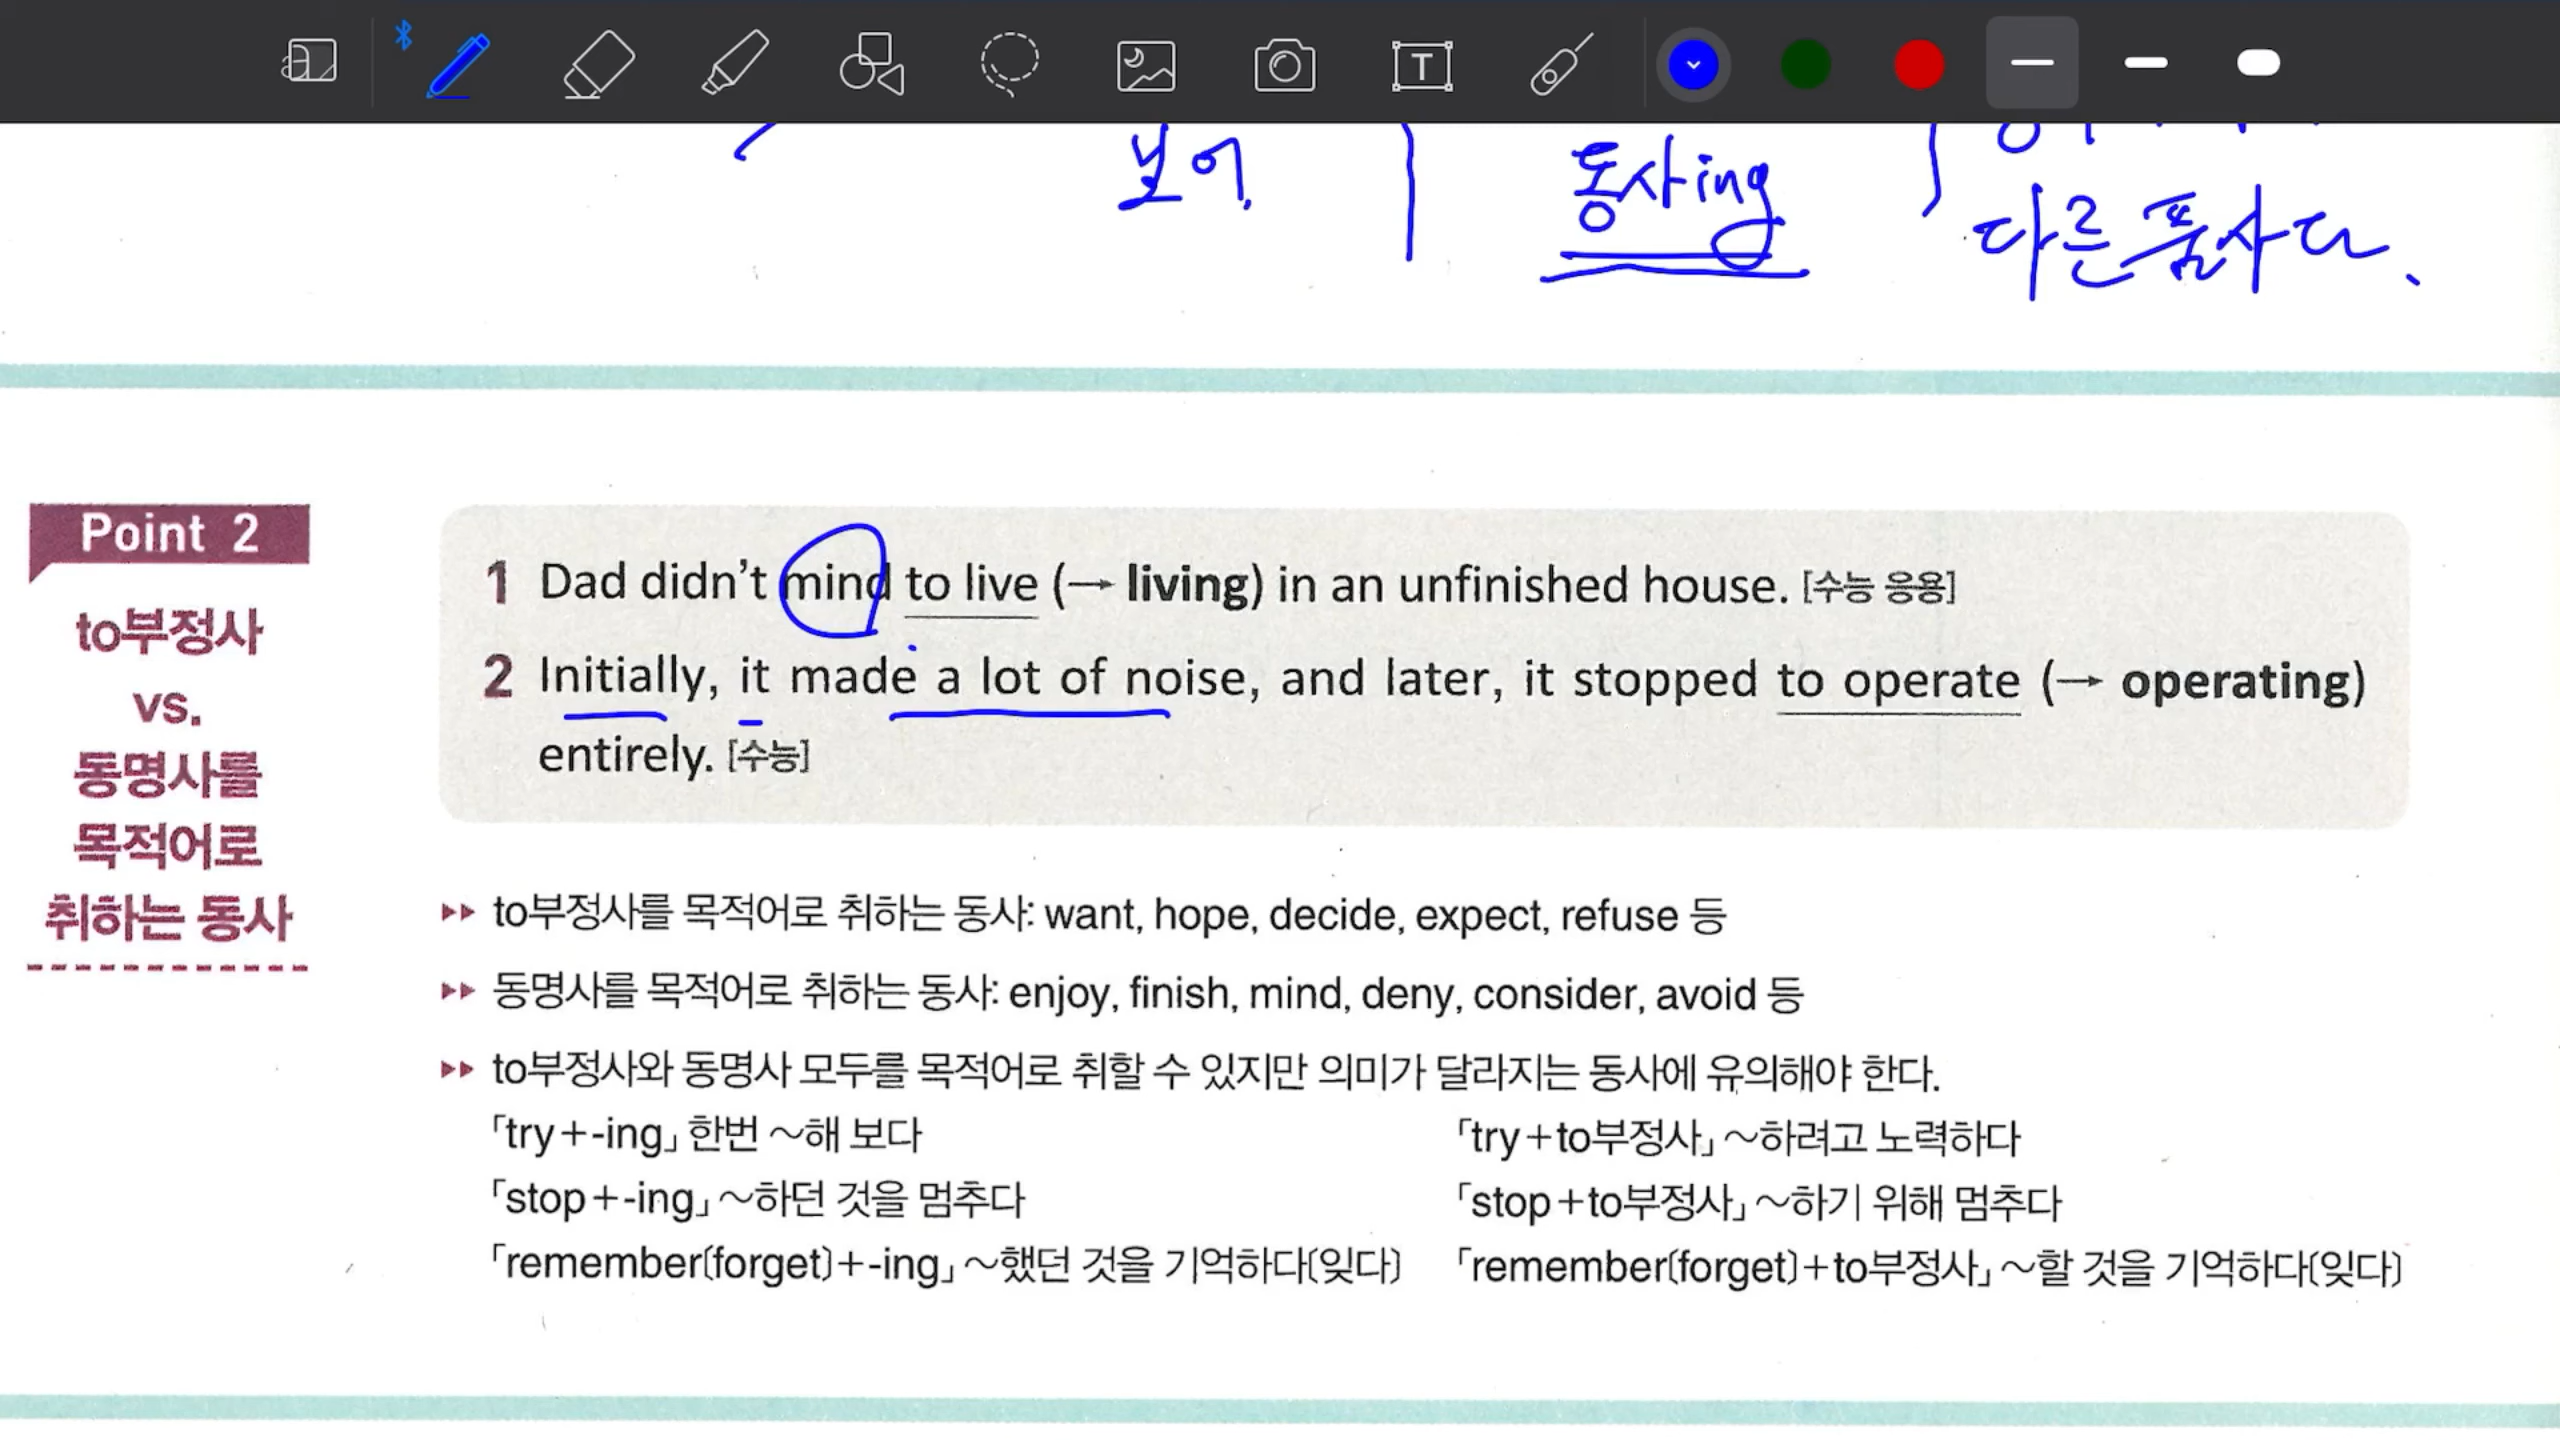 보어.
동사ing
다른 품사다.
Point 2
to부정사
vs.
동명사를
목적어로
취하는 동사
1 Dad didn't mind to live (→ living) in an unfinished house. [수능 응용]
2 Initially, it made a lot of noise, and later, it stopped to operate (→ operating)
entirely. [수능]
▸▸ to부정사를 목적어로 취하는 동사: want, hope, decide, expect, refuse 등
▸▸ 동명사를 목적어로 취하는 동사: enjoy, finish, mind, deny, consider, avoid 등
▸▸ to부정사와 동명사 모두를 목적어로 취할 수 있지만 의미가 달라지는 동사에 유의해야 한다.
「try+-ing」 한번 ~해 보다 「try+to부정사」 ~하려고 노력하다
「stop+-ing」 ~하던 것을 멈추다 「stop+to부정사」 ~하기 위해 멈추다
「remember(forget)+-ing」 ~했던 것을 기억하다(잊다) 「remember(forget)+to부정사」 ~할 것을 기억하다(잊다)